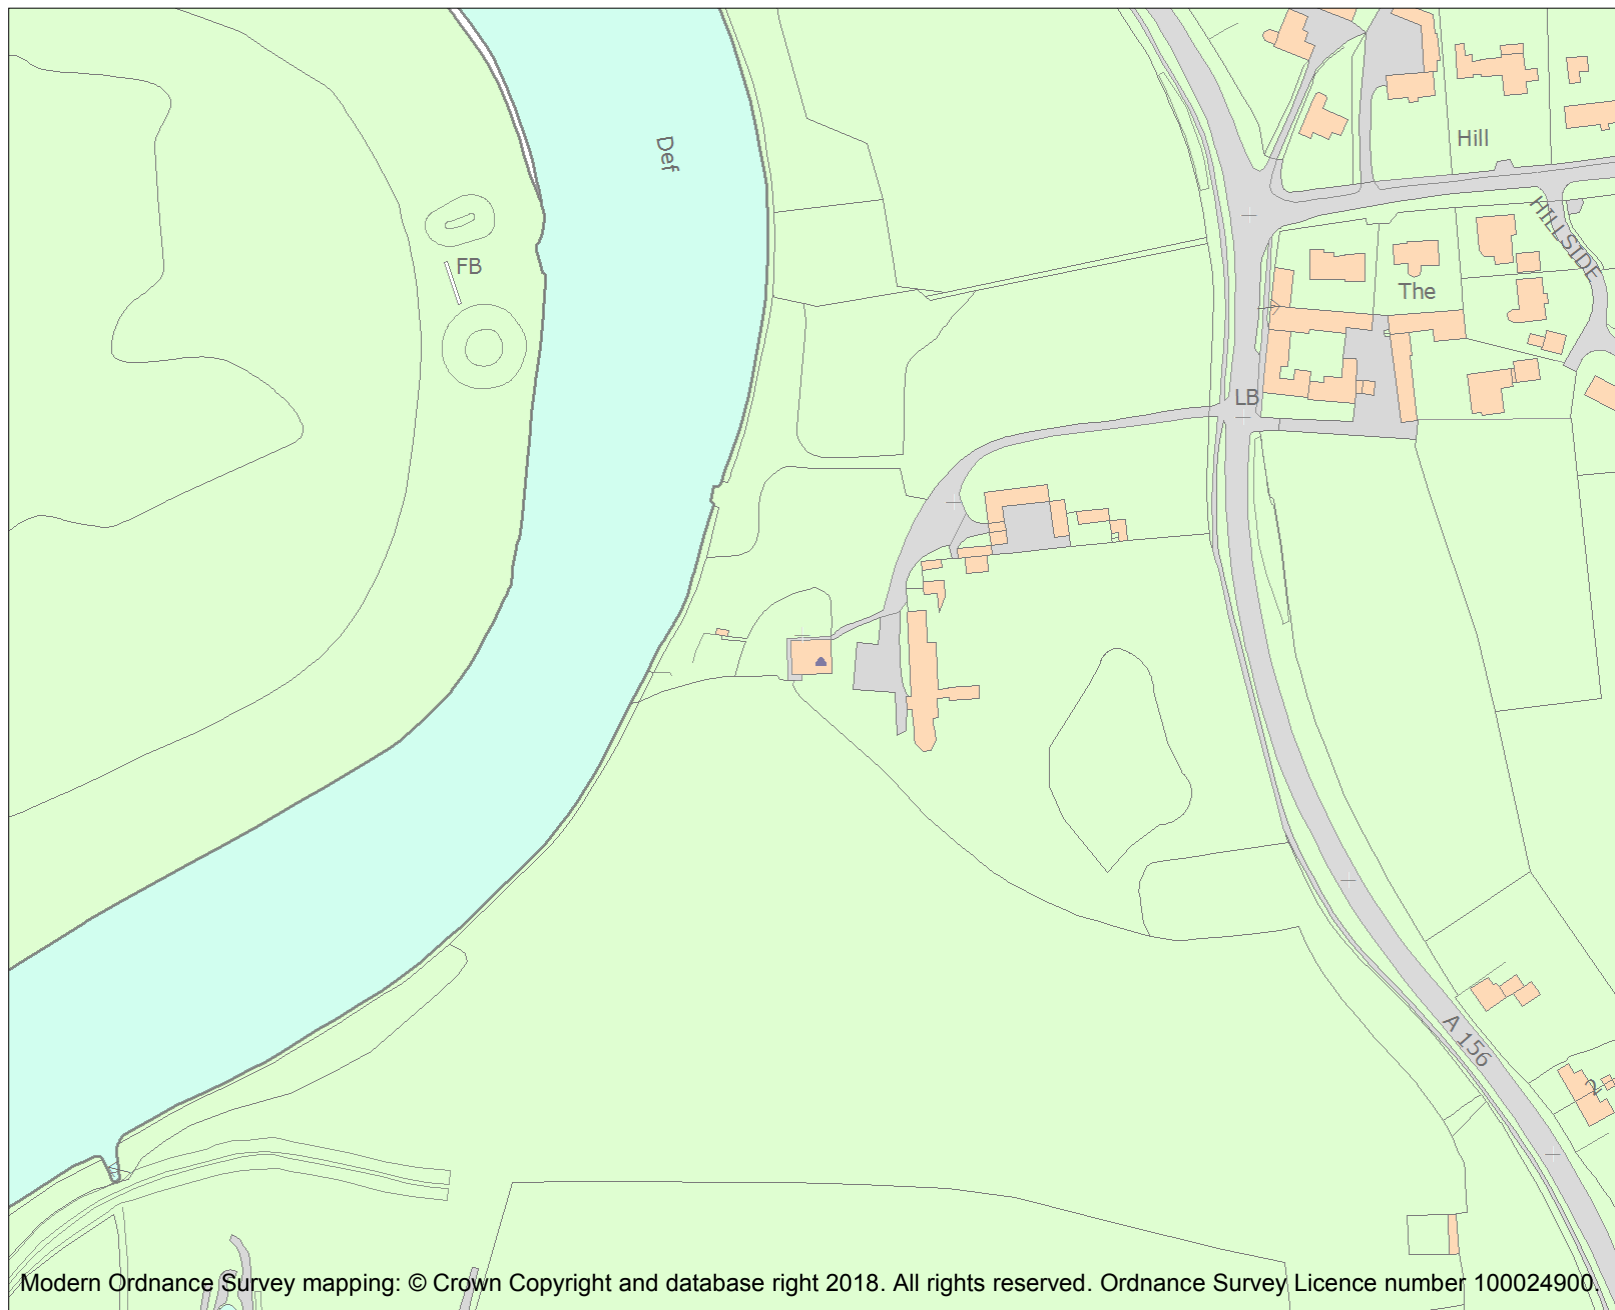 Def
Hill
HILLSIDE
FB
The
LB
A 156
2
Modern Ordnance Survey mapping: © Crown Copyright and database right 2018. All rights reserved. Ordnance Survey Licence number 100024900.